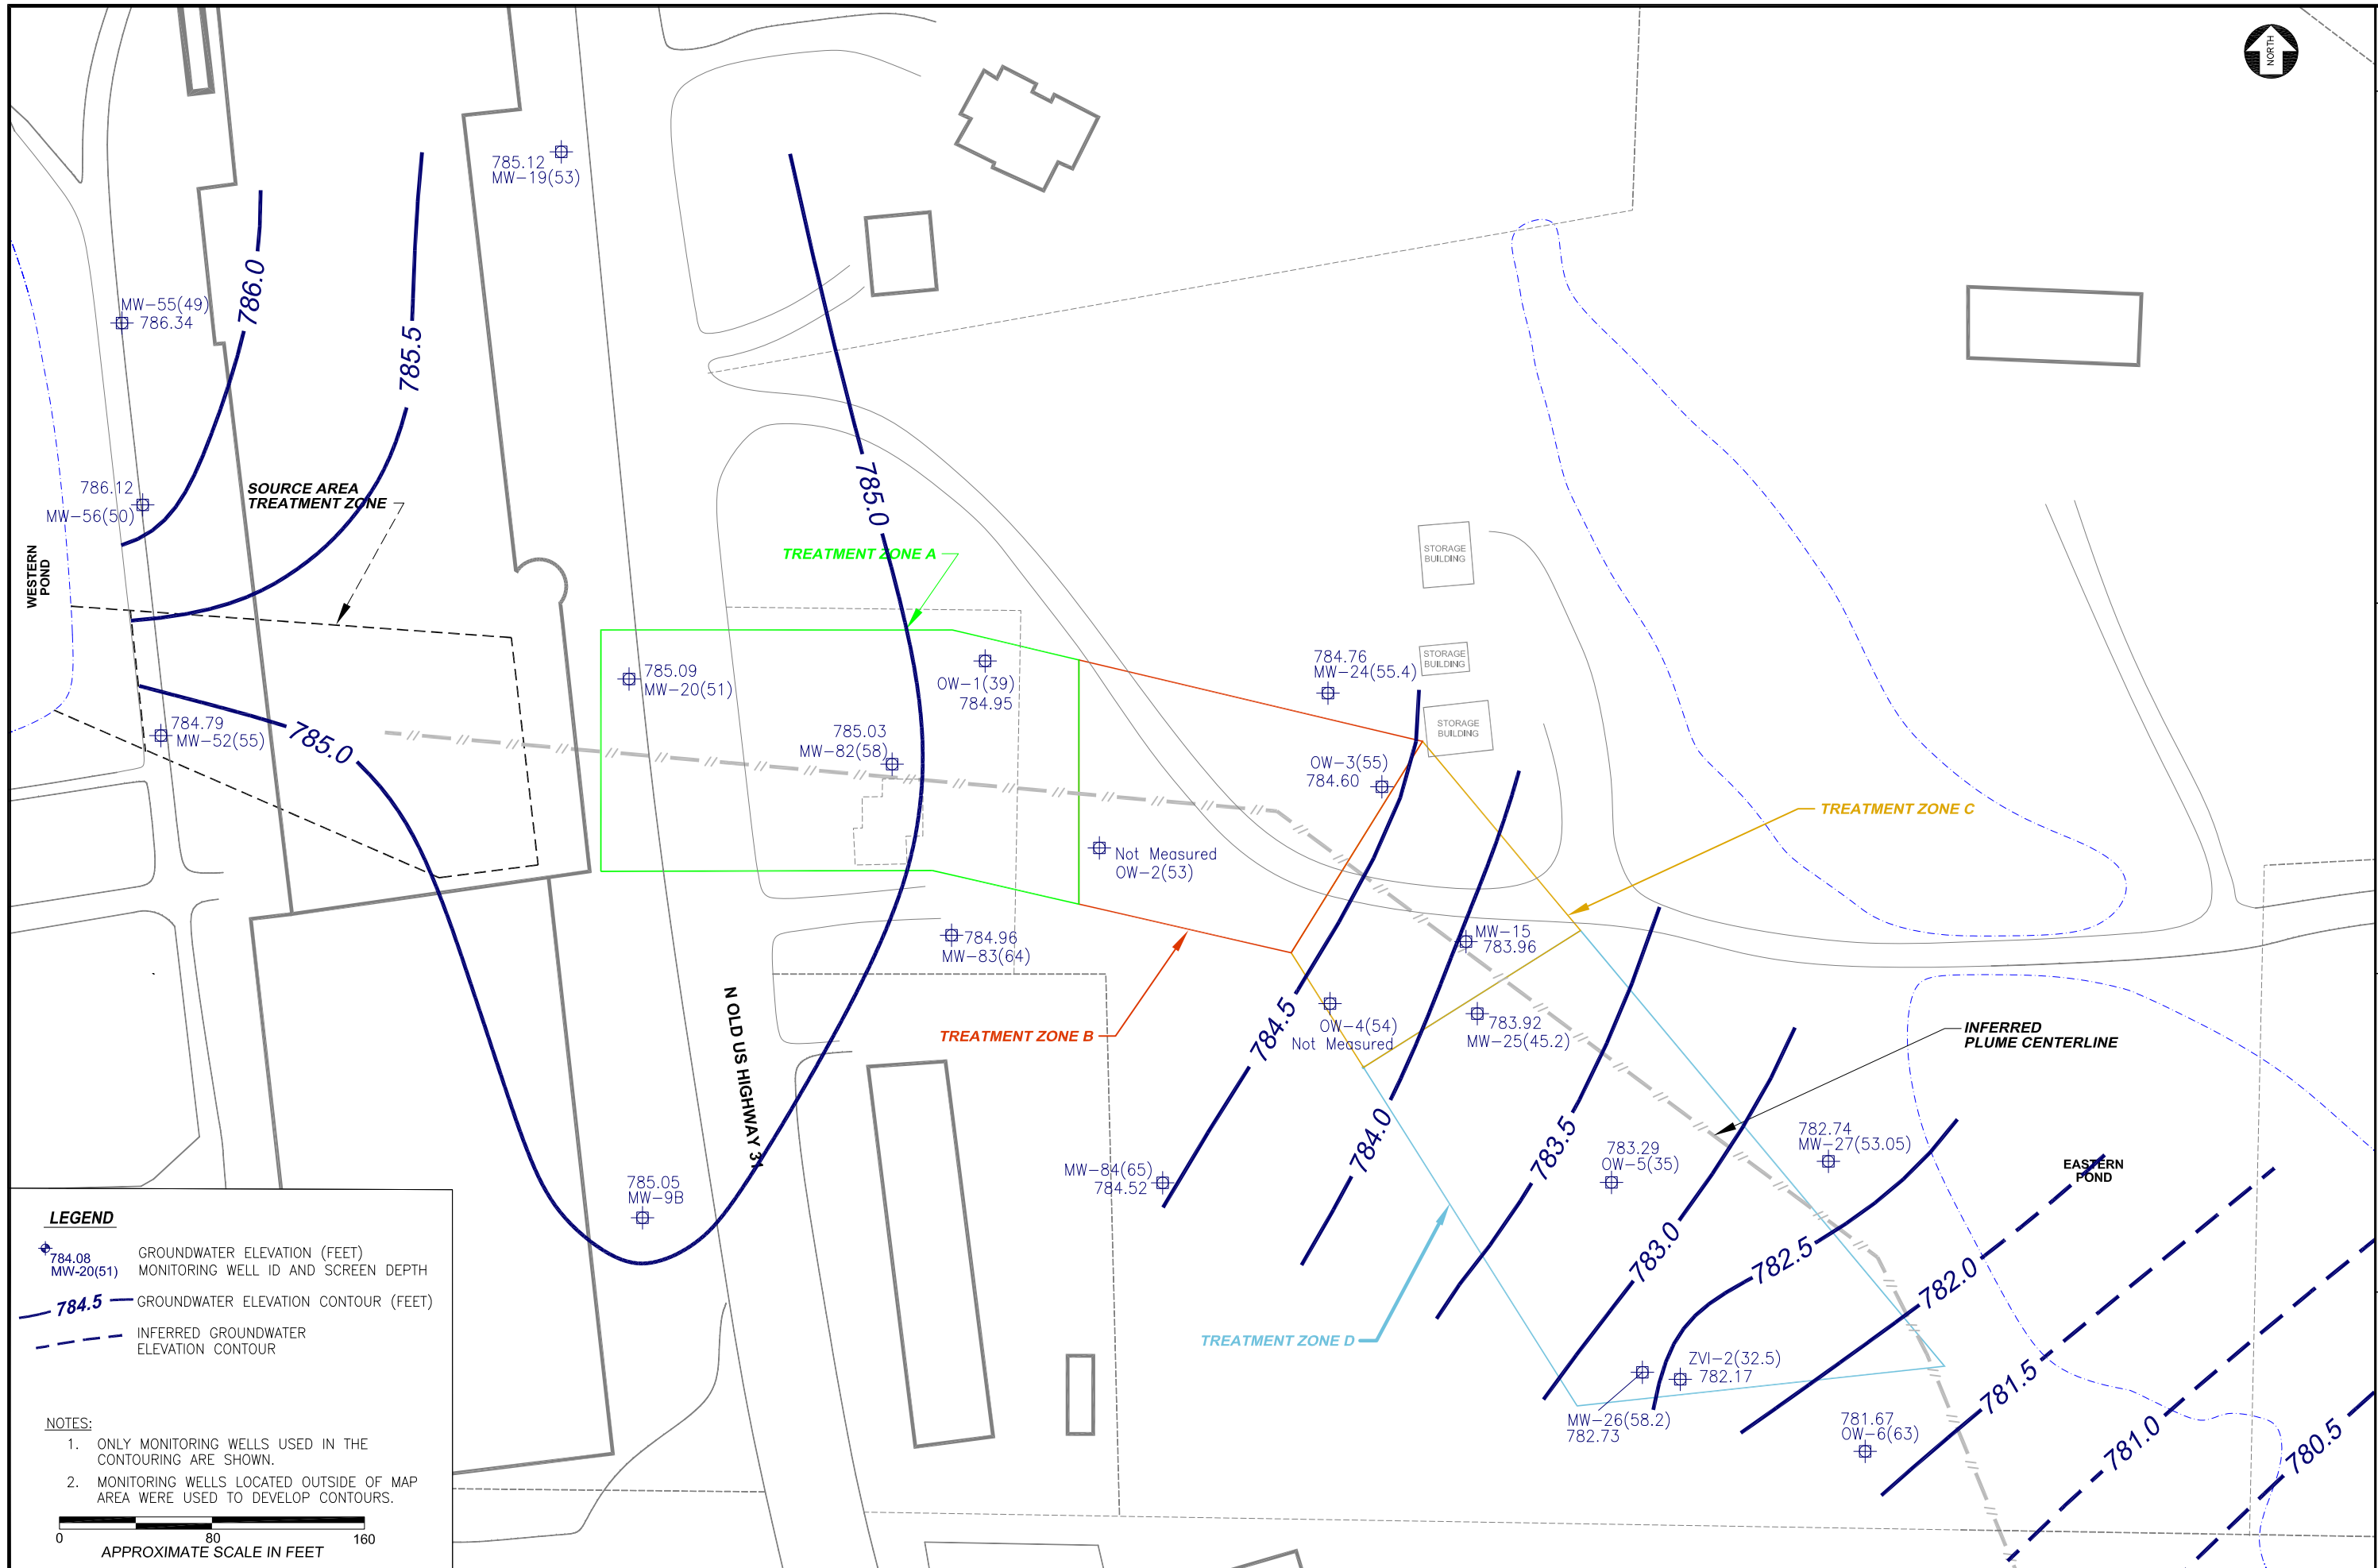 NORTH
785.12
MW-19(53)
MW-55(49)
786.34
786.0
785.5
786.12
MW-56(50)
SOURCE AREA
TREATMENT ZONE
WESTERN
POND
785.0
TREATMENT ZONE A
STORAGE
BUILDING
STORAGE
BUILDING
STORAGE
BUILDING
785.09
MW-20(51)
OW-1(39)
784.95
784.76
MW-24(55.4)
784.79
MW-52(55)
785.0
785.03
MW-82(58)
OW-3(55)
784.60
TREATMENT ZONE C
Not Measured
OW-2(53)
784.96
MW-83(64)
MW-15
783.96
N OLD US HIGHWAY 31
TREATMENT ZONE B
784.5
OW-4(54)
Not Measured
783.92
MW-25(45.2)
INFERRED
PLUME CENTERLINE
784.0
783.5
782.74
MW-27(53.05)
783.29
OW-5(35)
EASTERN
POND
MW-84(65)
784.52
785.05
MW-9B
783.0
782.5
782.0
TREATMENT ZONE D
ZVI-2(32.5)
782.17
MW-26(58.2)
782.73
781.67
OW-6(63)
781.5
781.0
780.5
LEGEND
784.08
MW-20(51)
GROUNDWATER ELEVATION (FEET)
MONITORING WELL ID AND SCREEN DEPTH
784.5
GROUNDWATER ELEVATION CONTOUR (FEET)
INFERRED GROUNDWATER
ELEVATION CONTOUR
NOTES:
1. ONLY MONITORING WELLS USED IN THE
CONTOURING ARE SHOWN.
2. MONITORING WELLS LOCATED OUTSIDE OF MAP
AREA WERE USED TO DEVELOP CONTOURS.
0 80 160
APPROXIMATE SCALE IN FEET